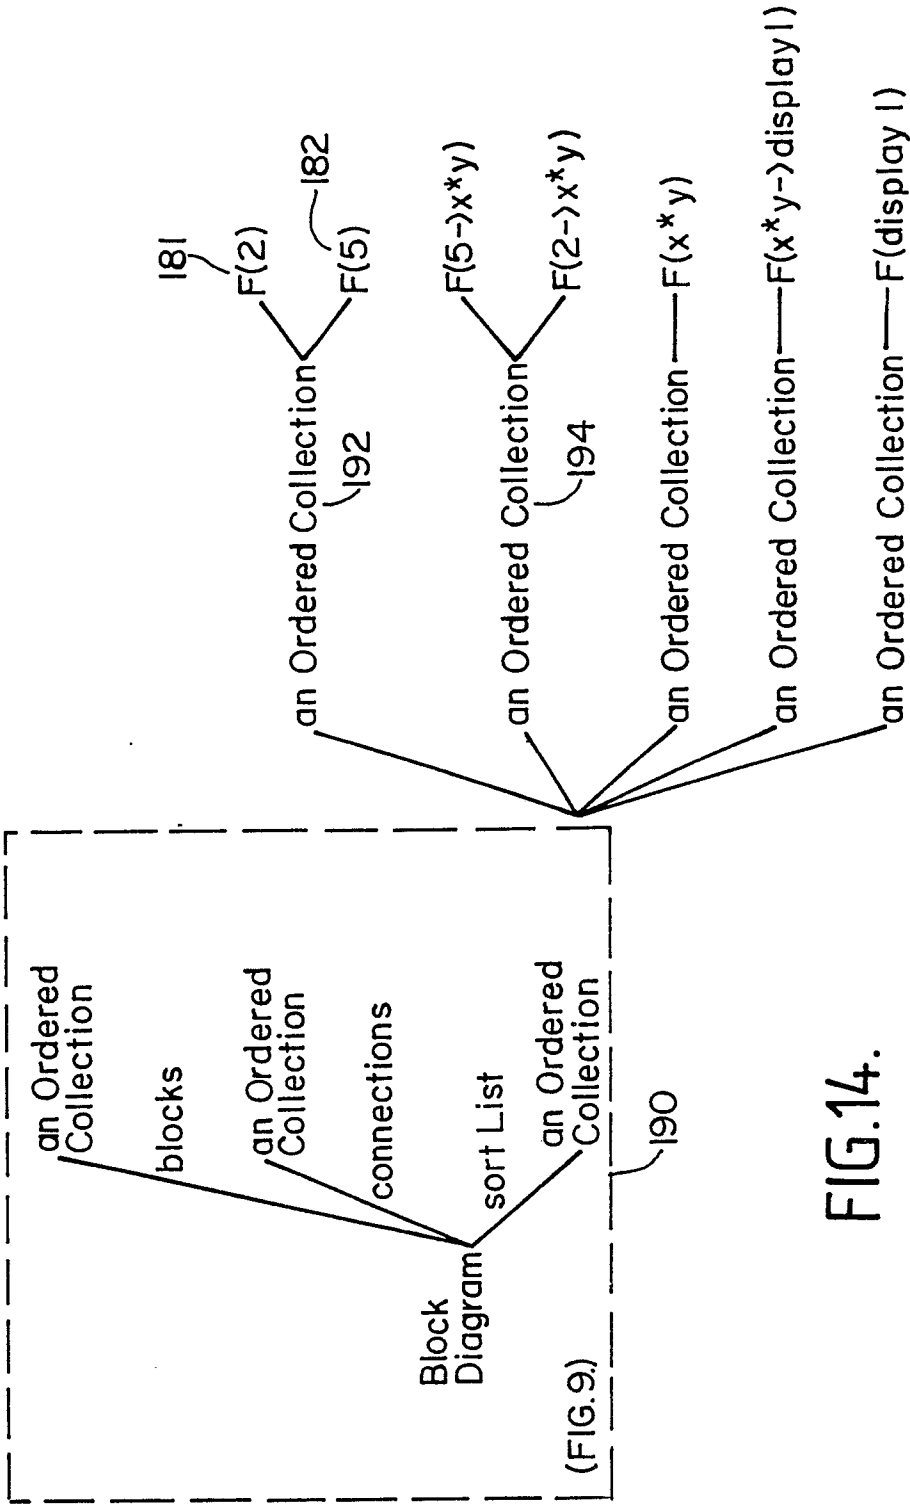 an Ordered
Collection
blocks
an Ordered
Collection
connections
Block
Diagram
sort List
an Ordered
Collection
(FIG.9.)
190
181
F(2)
an Ordered Collection
F(5)
182
192
F(5->x*y)
an Ordered Collection
F(2->x*y)
194
an Ordered Collection F(x*y)
an Ordered Collection F(x*y->display1)
an Ordered Collection F(display 1)
FIG.14.